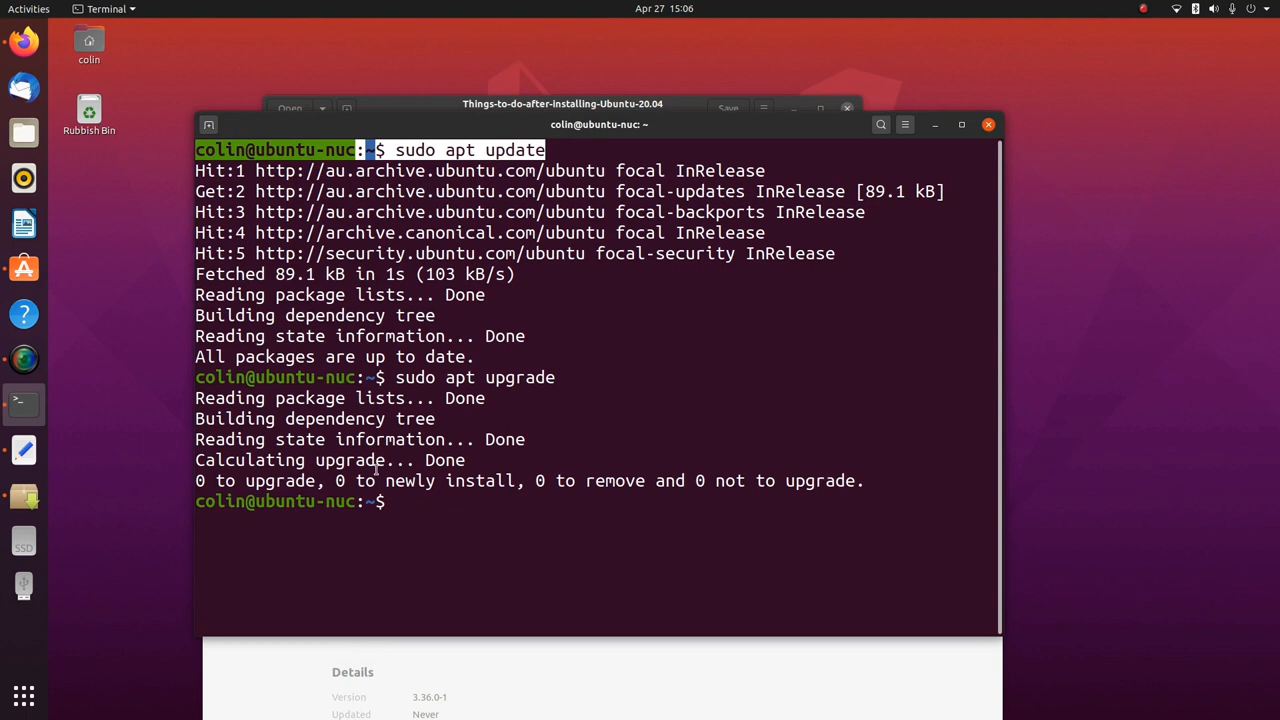 Activities
Terminal
Apr 27 15:06
colin
Rubbish Bin
Open
Things-to-do-after-installing-Ubuntu-20.04
Save
colin@ubuntu-nuc: ~
colin@ubuntu-nuc:~$ sudo apt update
Hit:1 http://au.archive.ubuntu.com/ubuntu focal InRelease
Get:2 http://au.archive.ubuntu.com/ubuntu focal-updates InRelease [89.1 kB]
Hit:3 http://au.archive.ubuntu.com/ubuntu focal-backports InRelease
Hit:4 http://archive.canonical.com/ubuntu focal InRelease
Hit:5 http://security.ubuntu.com/ubuntu focal-security InRelease
Fetched 89.1 kB in 1s (103 kB/s)
Reading package lists... Done
Building dependency tree
Reading state information... Done
All packages are up to date.
colin@ubuntu-nuc:~$ sudo apt upgrade
Reading package lists... Done
Building dependency tree
Reading state information... Done
Calculating upgrade... Done
0 to upgrade, 0 to newly install, 0 to remove and 0 not to upgrade.
colin@ubuntu-nuc:~$
SSD
Details
Version 3.36.0-1
Updated Never